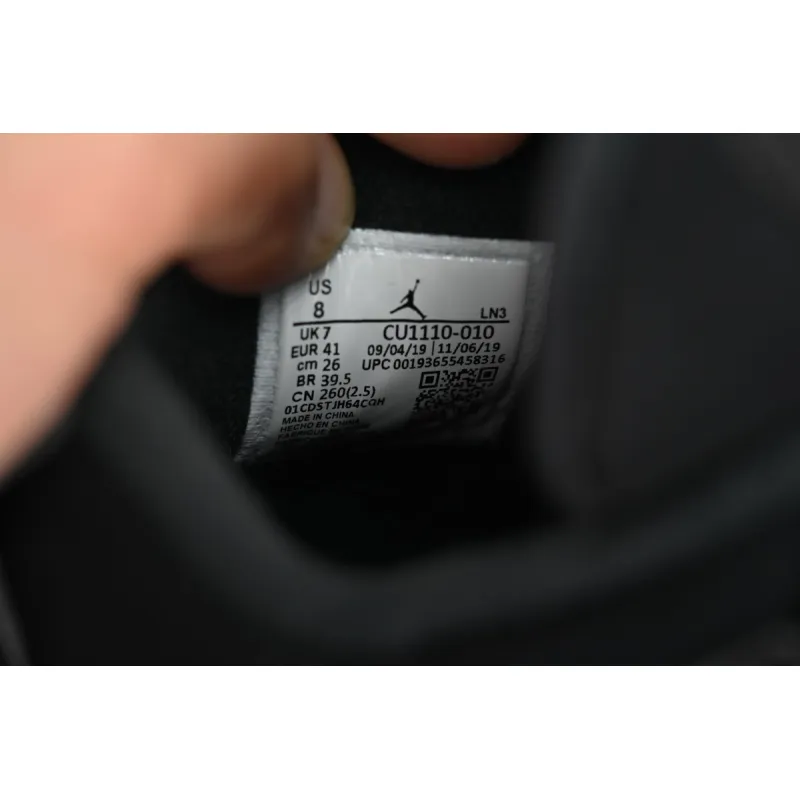 US
8
LN3
UK 7 CU1110-010
EUR 41 09/04/19 | 11/06/19
cm 26 UPC 00193655458316
BR 39.5
CN 260(2.5)
01CDSTJH64CQH
MADE IN CHINA
HECHO EN CHINA